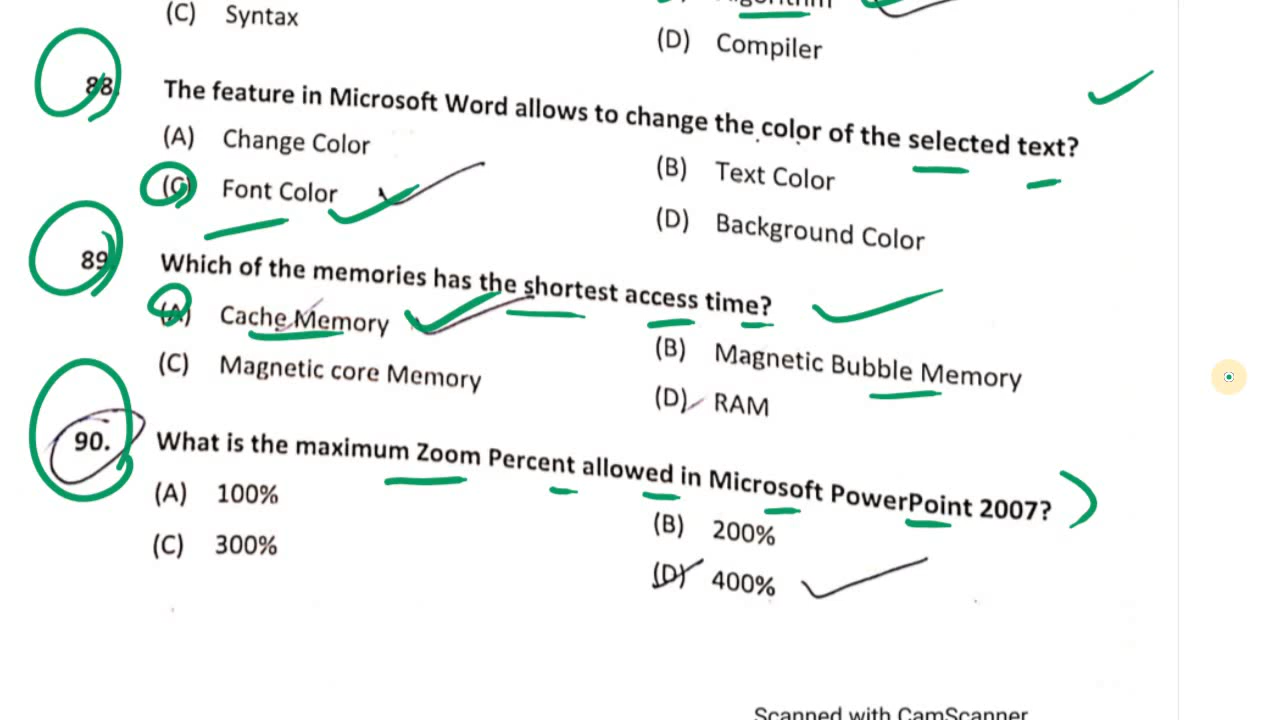 (C) Syntax
(D) Compiler
88. The feature in Microsoft Word allows to change the color of the selected text?
(A) Change Color
(B) Text Color
(C) Font Color
(D) Background Color
89. Which of the memories has the shortest access time?
(A) Cache Memory
(B) Magnetic Bubble Memory
(C) Magnetic core Memory
(D) RAM
90. What is the maximum Zoom Percent allowed in Microsoft PowerPoint 2007?
(A) 100%
(B) 200%
(C) 300%
(D) 400%
Scanned with CamScanner